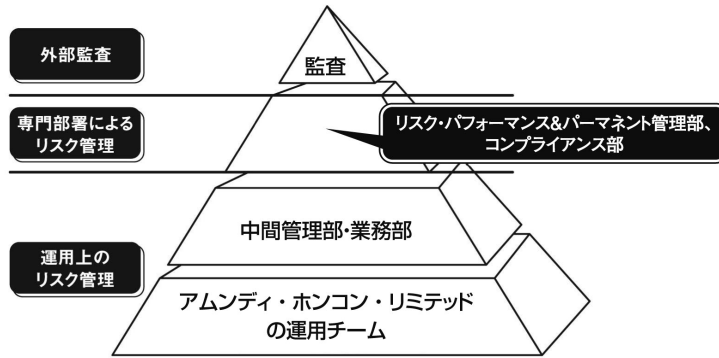 外部監査
監査
専門部署による
リスク管理
リスク・パフォーマンス&パーマネント管理部、
コンプライアンス部
運用上の
リスク管理
中間管理部・業務部
アムンディ・ホンコン・リミテッド
の運用チーム